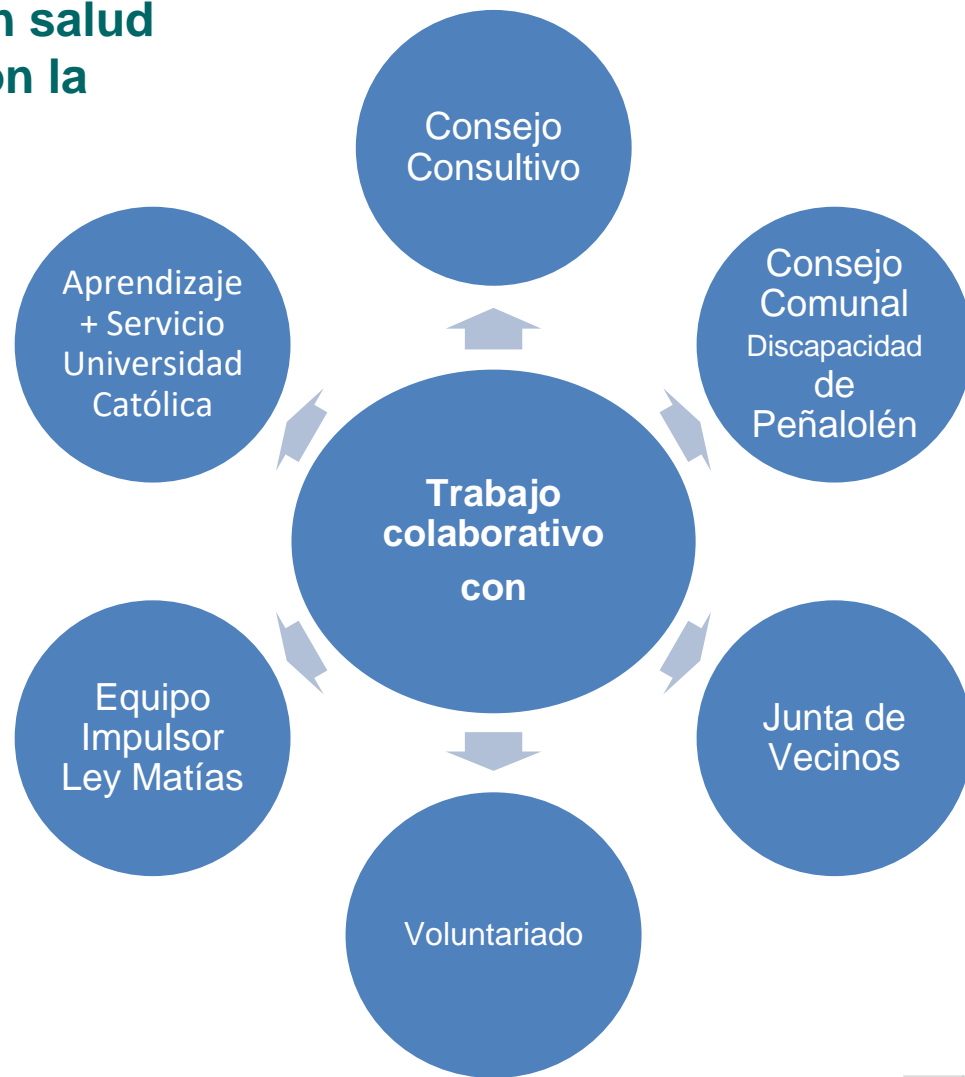 n salud
on la
Consejo
Consultivo
Consejo
Comunal
Discapacidad
de
Peñalolén
Junta de
Vecinos
Voluntariado
Equipo
Impulsor
Ley Matías
Aprendizaje
+ Servicio
Universidad
Católica
Trabajo
colaborativo
con